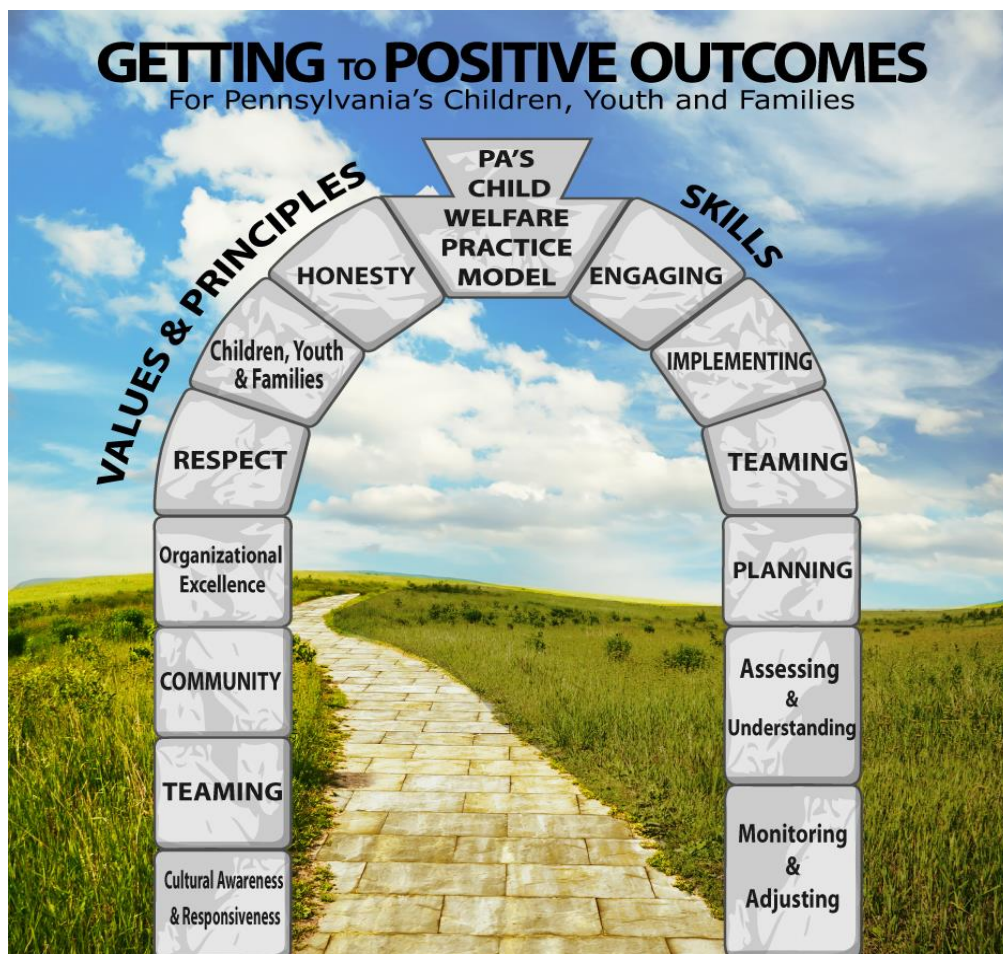 GETTING TO POSITIVE OUTCOMES
For Pennsylvania's Children, Youth and Families
VALUES & PRINCIPLES
SKILLS
PA'S
CHILD
WELFARE
PRACTICE
MODEL
HONESTY
Children, Youth
& Families
RESPECT
Organizational
Excellence
COMMUNITY
TEAMING
Cultural Awareness
& Responsiveness
ENGAGING
IMPLEMENTING
TEAMING
PLANNING
Assessing
&
Understanding
Monitoring
&
Adjusting